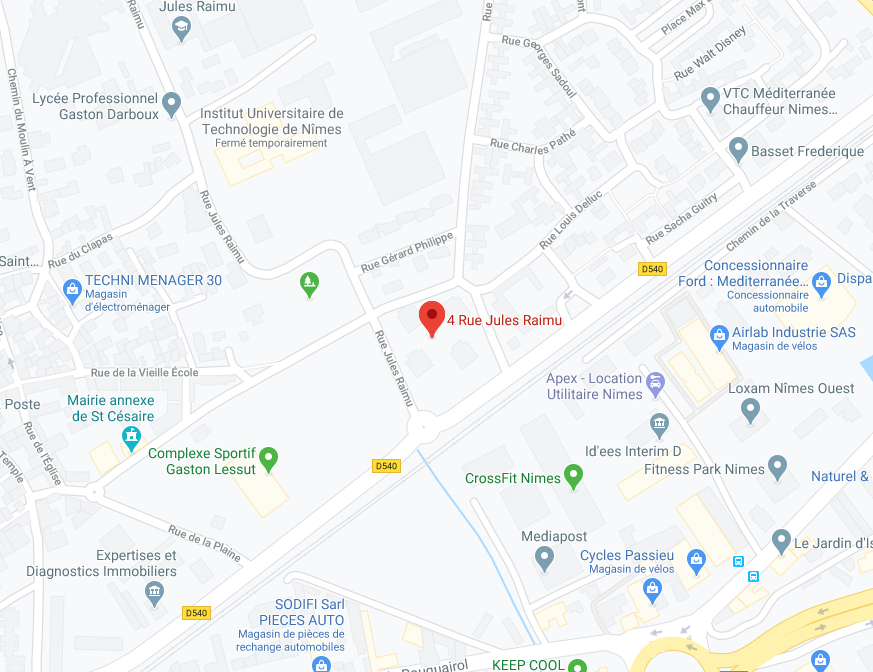 Jules Raimu
Raimu
Rue
Place Max
Rue Walt Disney
Rue Georges Sadoul
Chemin du Moulin À Vent
Lycée Professionnel
Gaston Darboux
Institut Universitaire de
Technologie de Nîmes
Fermé temporairement
VTC Méditerranée
Chauffeur Nimes...
Rue Charles Pathé
Basset Frederique
Rue Jules Raimu
Rue Louis Delluc
Rue Sacha Guitry
Chemin de la Traverse
Rue du Clapas
Saint...
Rue Gérard Philippe
D540
TECHNI MENAGER 30
Magasin
d'électroménager
Concessionnaire
Ford : Mediterranée...
Concessionnaire
automobile
Dispa
4 Rue Jules Raimu
Airlab Industrie SAS
Magasin de vélos
Rue Jules Raimu
Rue de la Vieille École
Apex - Location
Utilitaire Nimes
Loxam Nîmes Ouest
Poste
Mairie annexe
de St Césaire
Rue de l'Église
Temple
Complexe Sportif
Gaston Lessut
D540
Id'ees Interim D
CrossFit Nimes
Fitness Park Nimes
Naturel &
Rue de la Plaine
Mediapost
Expertises et
Diagnostics Immobiliers
Cycles Passieu
Magasin de vélos
Le Jardin d'Is
D540
SODIFI Sarl
PIECES AUTO
Magasin de pièces de
rechange automobiles
KEEP COOL